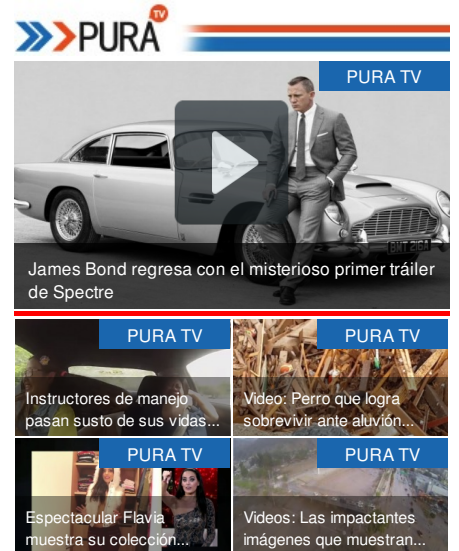 PURA TV
PURA TV
James Bond regresa con el misterioso primer tráiler
de Spectre
PURA TV
Instructores de manejo
pasan susto de sus vidas...
PURA TV
Video: Perro que logra
sobrevivir ante aluvión...
PURA TV
Espectacular Flavia
muestra su colección...
PURA TV
Videos: Las impactantes
imágenes que muestran...